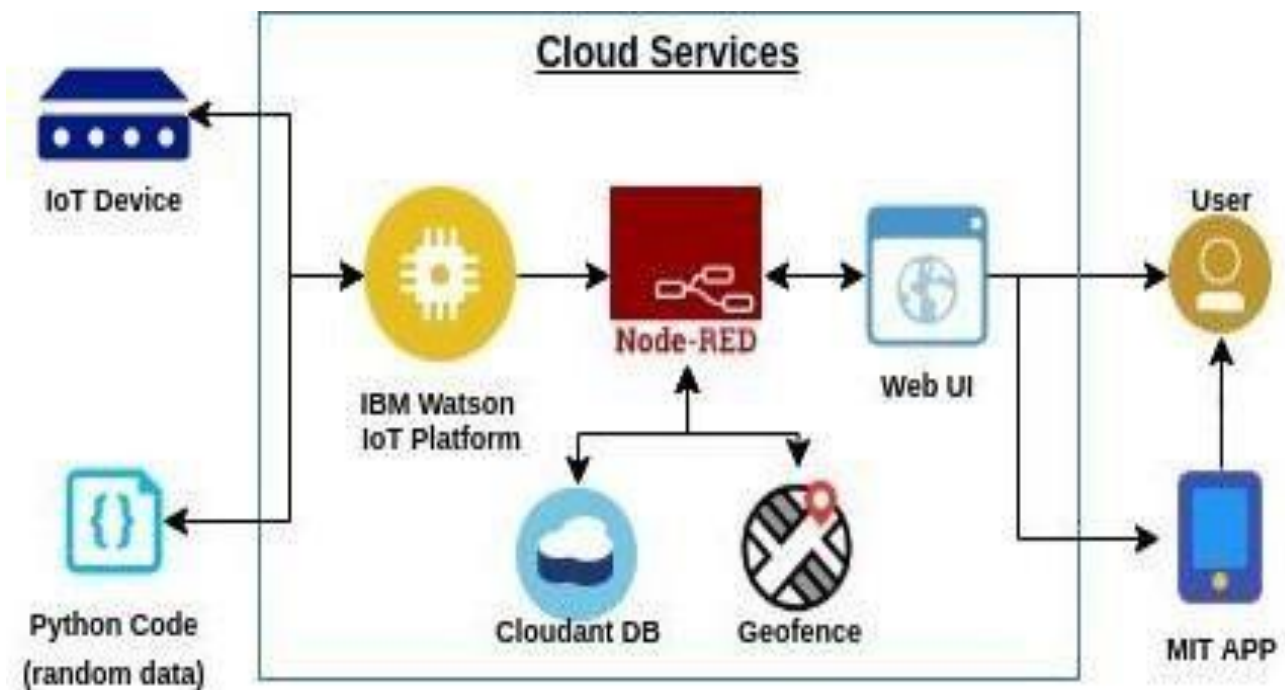 Cloud Services
IoT Device
User
Node-RED
Web UI
IBM Watson
IoT Platform
Cloudant DB
Geofence
Python Code
(random data)
MIT APP